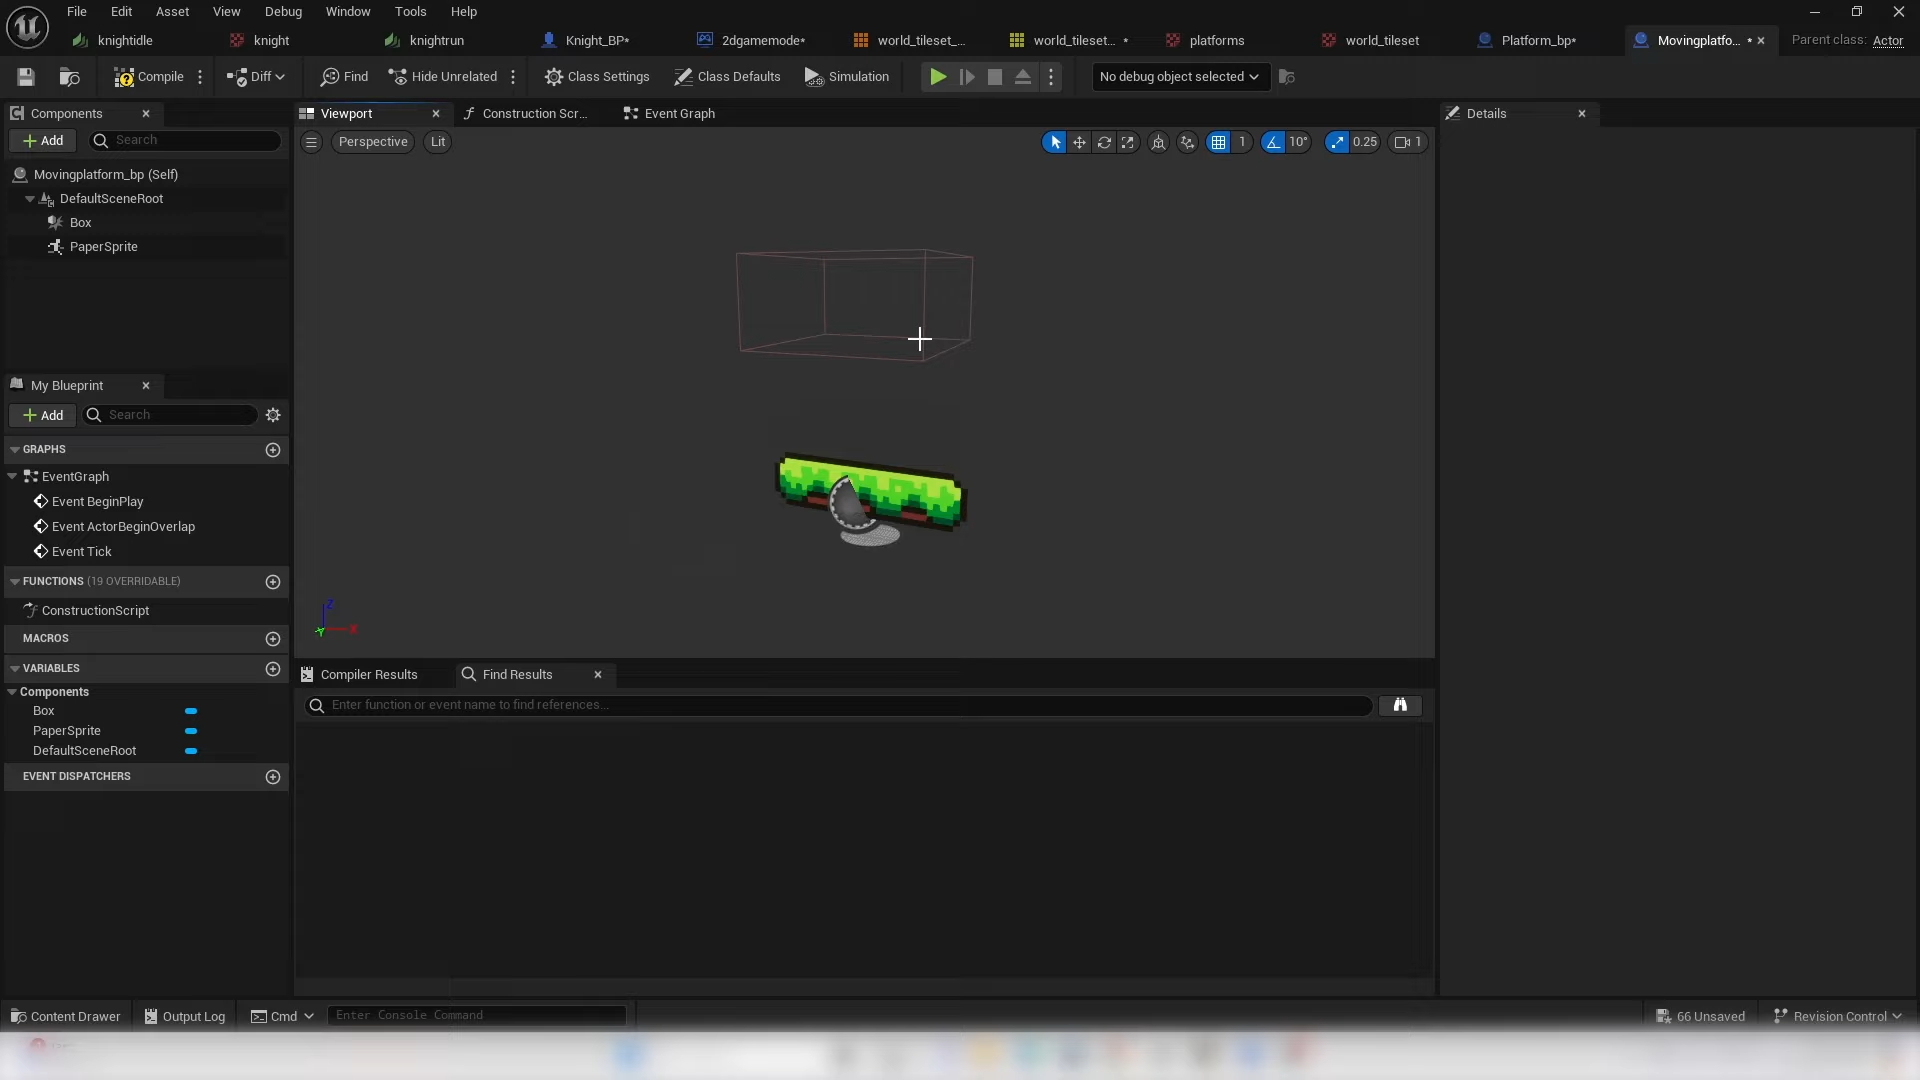 File Edit Asset View Debug Window Tools Help
knightidle knight knightrun Knight_BP* 2dgamemode* world_tileset_... world_tileset... * platforms world_tileset Platform_bp* Movingplatfo... * Parent class: Actor
Compile Diff Find Hide Unrelated Class Settings Class Defaults Simulation No debug object selected
Components Viewport Construction Scr... Event Graph Details
Add Search Perspective Lit 1 10° 0.25 1
Movingplatform_bp (Self)
DefaultSceneRoot
Box
PaperSprite
My Blueprint
Add Search
GRAPHS
EventGraph
Event BeginPlay
Event ActorBeginOverlap
Event Tick
FUNCTIONS (19 OVERRIDABLE)
ConstructionScript
MACROS
VARIABLES
Components
Box
PaperSprite
DefaultSceneRoot
EVENT DISPATCHERS
Z
Y X
Compiler Results Find Results
Enter function or event name to find references...
Content Drawer Output Log Cmd Enter Console Command 66 Unsaved Revision Control